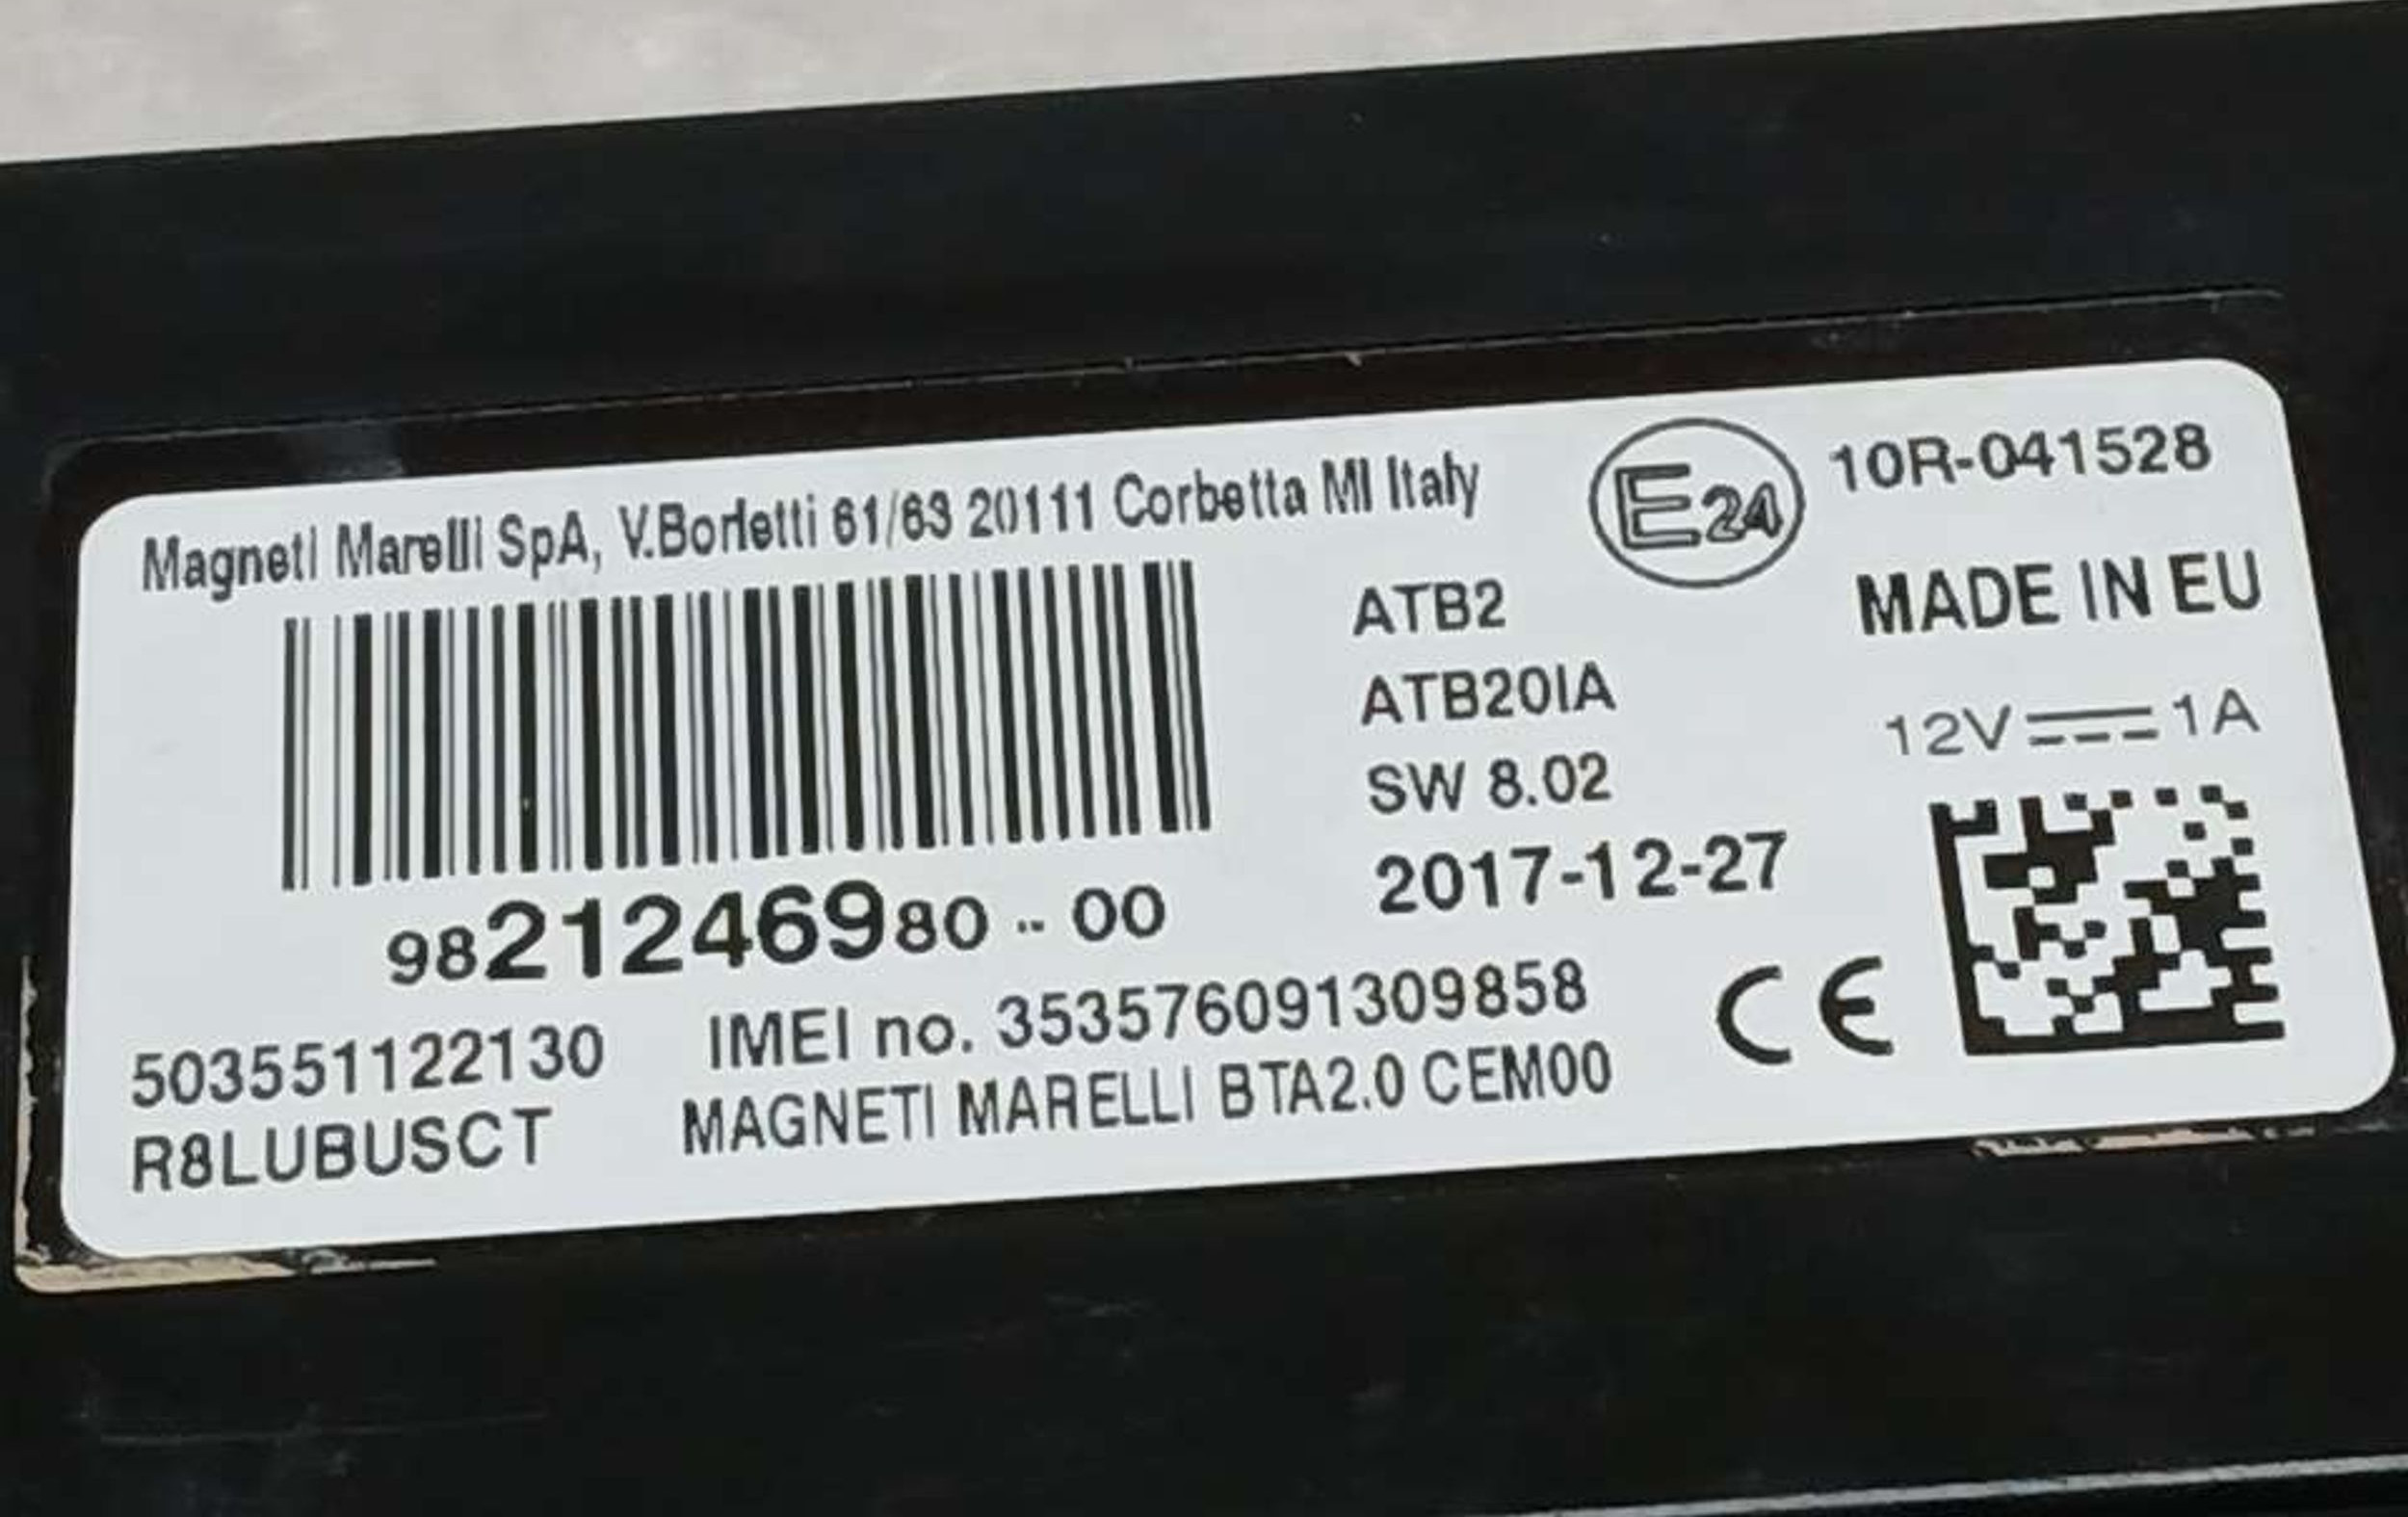 Magneti Marelli SpA, V.Borletti 61/63 20111 Corbetta MI Italy
E24
10R-041528
MADE IN EU
ATB2
ATB20IA
SW 8.02
2017-12-27
12V 1A
9821246980 -- 00
503551122130
IMEI no. 353576091309858
CE
R8LUBUSCT
MAGNETI MARELLI BTA2.0 CEM00